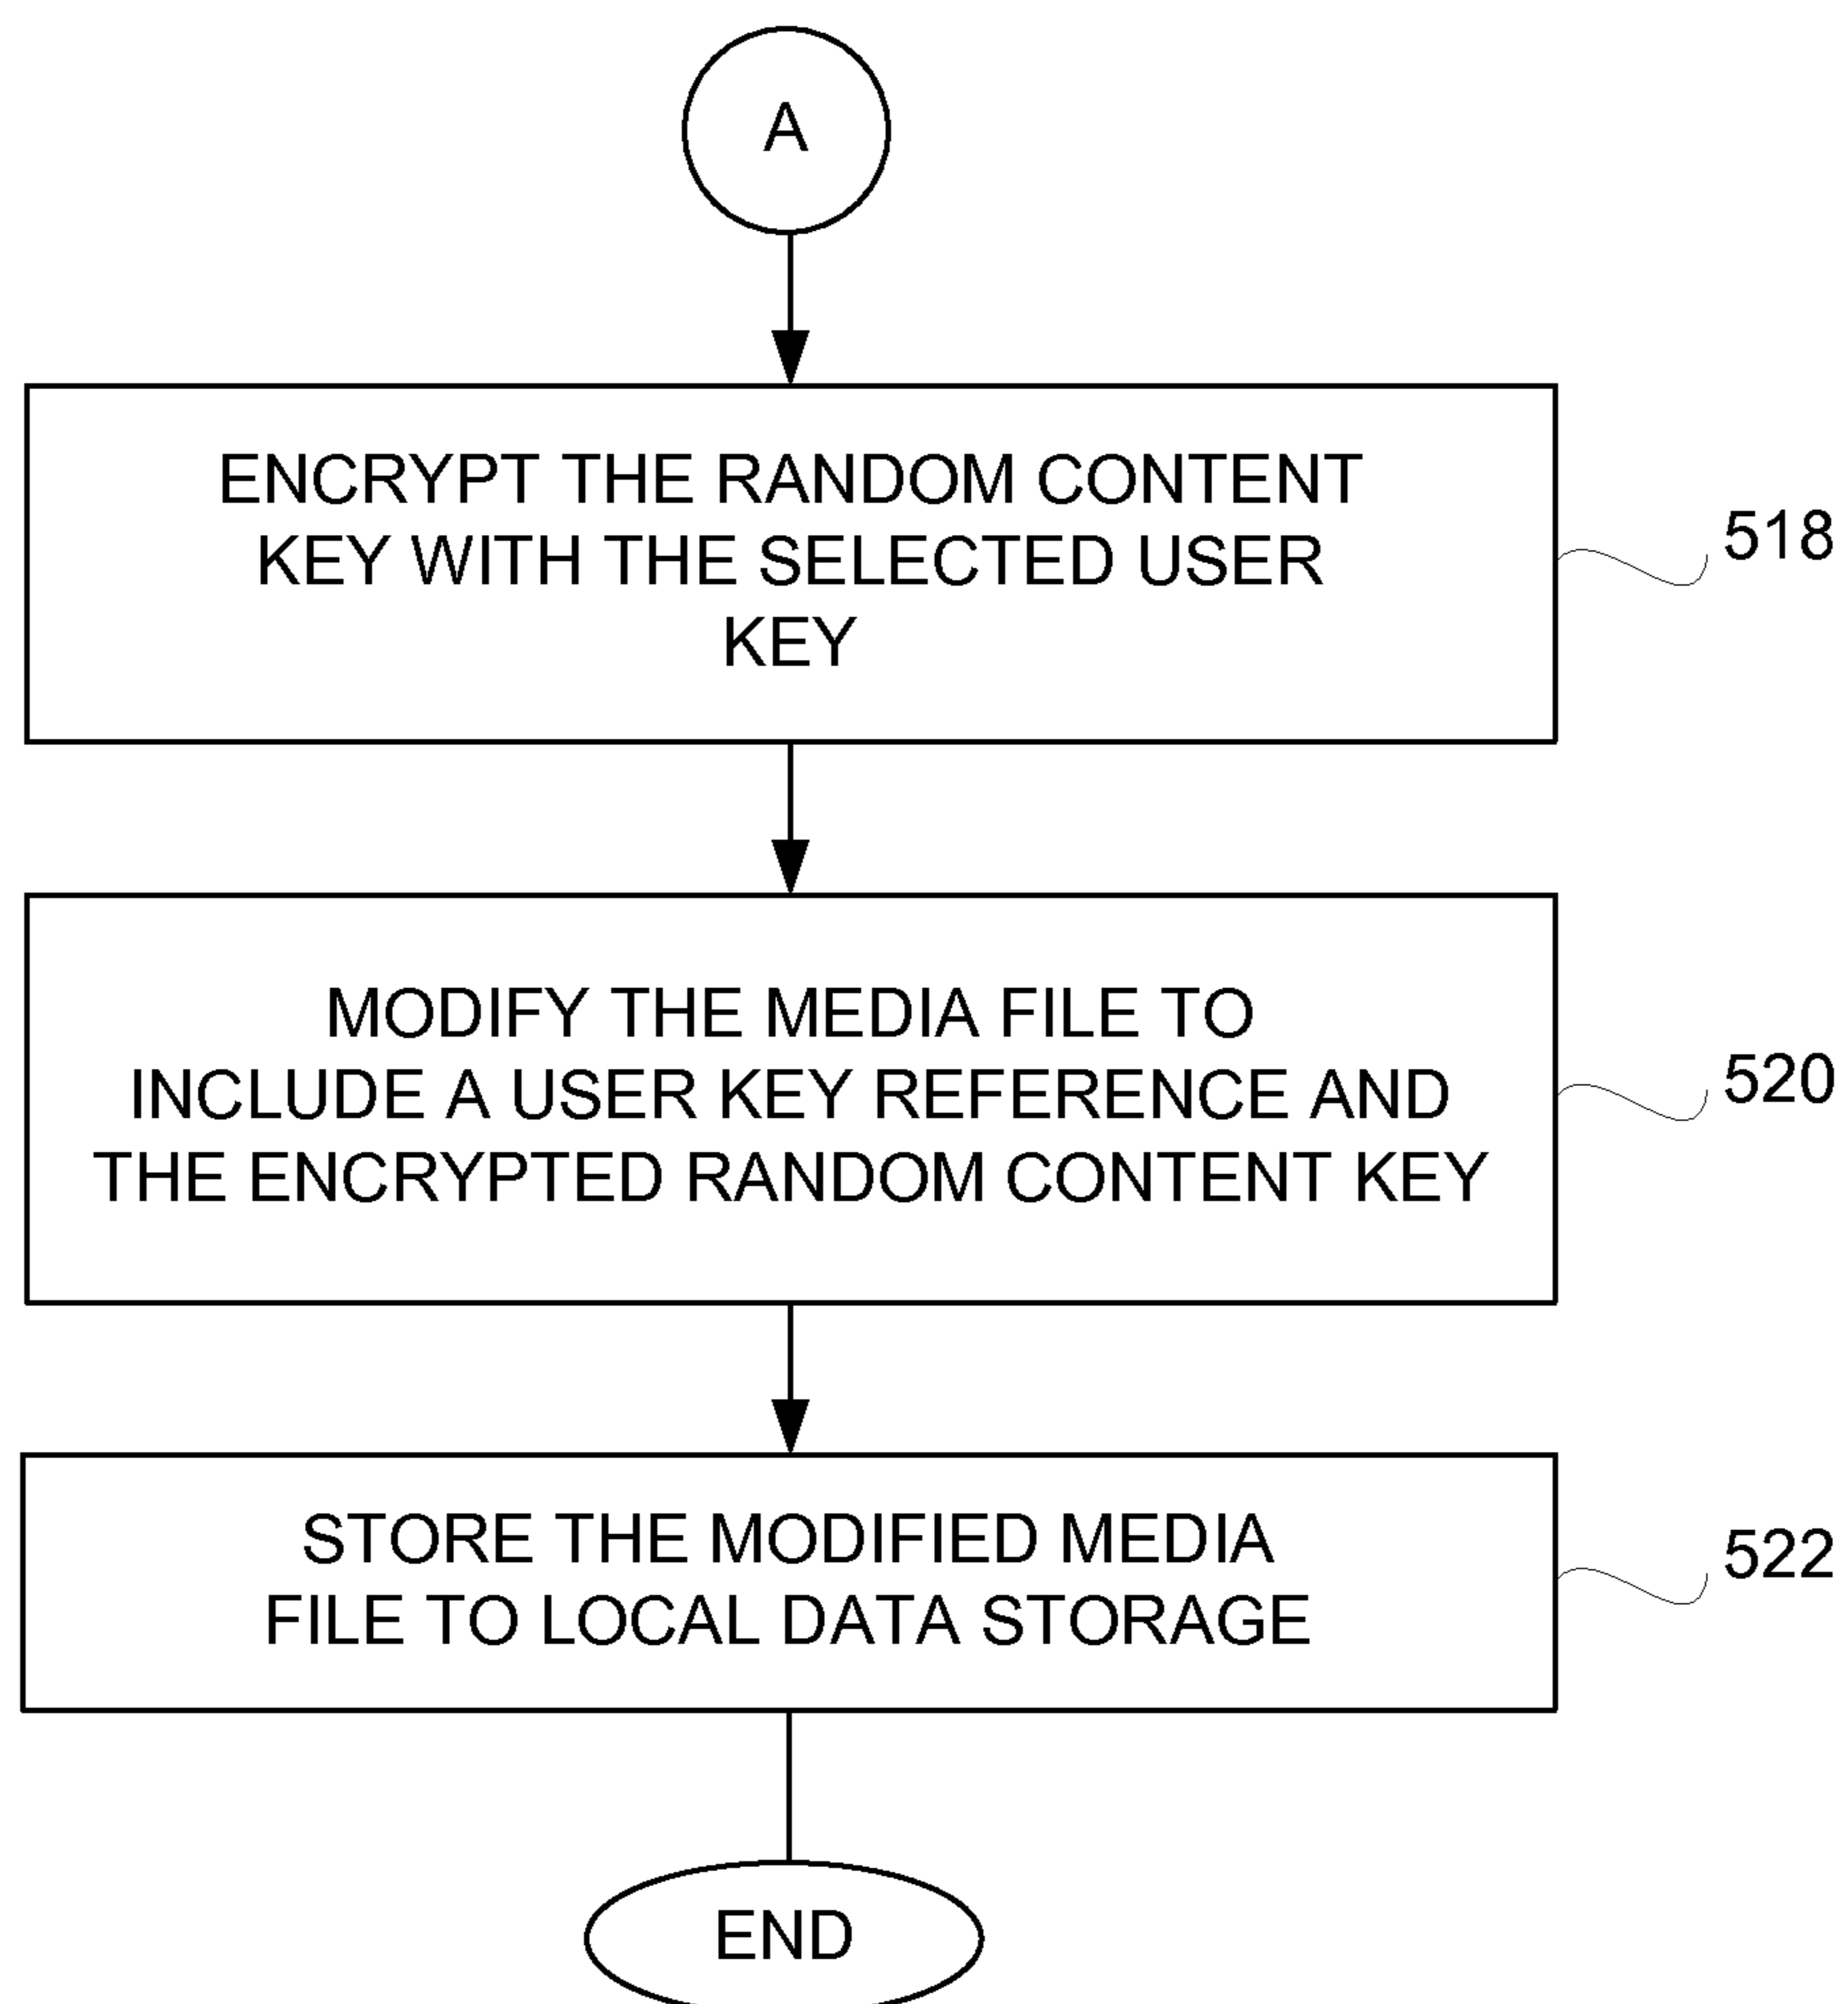 A
ENCRYPT THE RANDOM CONTENT
KEY WITH THE SELECTED USER
KEY
518
MODIFY THE MEDIA FILE TO
INCLUDE A USER KEY REFERENCE AND
THE ENCRYPTED RANDOM CONTENT KEY
520
STORE THE MODIFIED MEDIA
FILE TO LOCAL DATA STORAGE
522
END